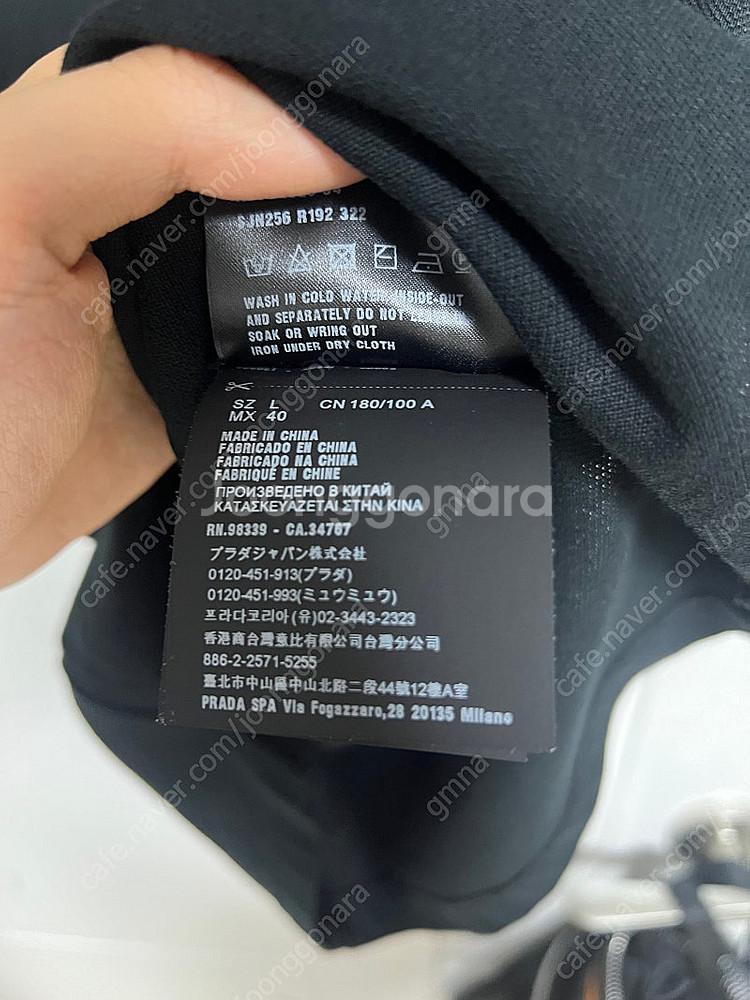 SJN256 R192 322
WASH IN COLD WATER INSIDE OUT
AND SEPARATELY DO NOT
SOAK OR WRING OUT
IRON UNDER DRY CLOTH
SZ L CN 180/100 A
MX 40
MADE IN CHINA
FABRICADO EN CHINA
FABRICADO NA CHINA
FABRIQUÉ EN CHINE
ПРОИЗВЕДЕНО В КИТАЙ
ΚΑΤΑΣΚΕΥΑΖΕΤΑΙ ΣΤΗΝ ΚΙΝΑ
RN.98339 - CA.34767
プラダジャパン株式会社
0120-451-913(プラダ)
0120-451-993(ミュウミュウ)
프라다코리아(유)02-3443-2323
香港商台灣意比有限公司台灣分公司
886-2-2571-5255
臺北市中山區中山北路二段44號12樓A室
PRADA SPA Via Fogazzaro,28 20135 Milano
joonggonara
cafe.naver.com/joonggonara
gmnna